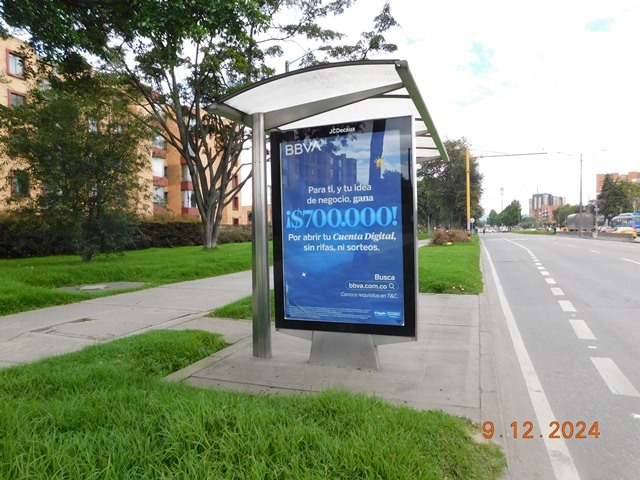 JCDecaux
BBVA
Para ti, y tu idea
de negocio, gana
¡$700.000!
Por abrir tu Cuenta Digital,
sin rifas, ni sorteos.
Busca
bbva.com.co
Conoce requisitos en T&C
9.12.2024